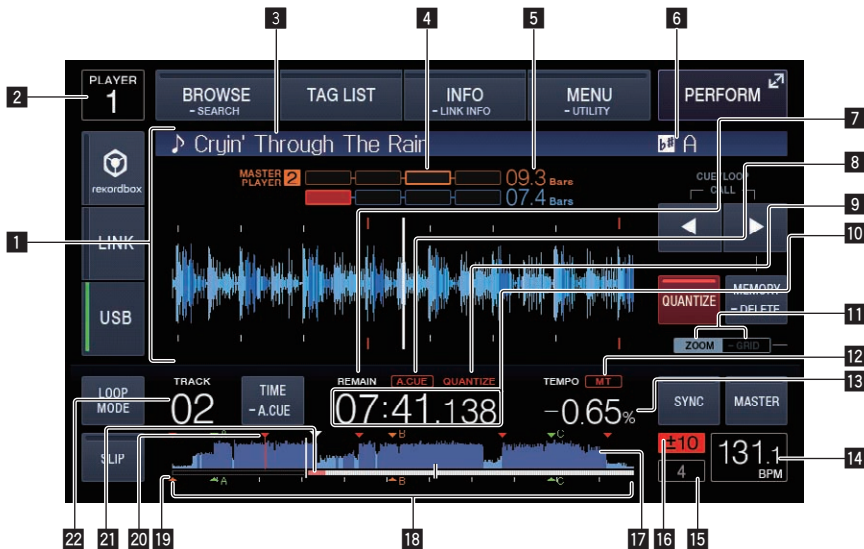 3
4
5
6
2
PLAYER
1
BROWSE
- SEARCH
TAG LIST
INFO
- LINK INFO
MENU
- UTILITY
PERFORM
7
♪ Cryin' Through The Rain
b# A
8
rekordbox
MASTER
PLAYER 2
09.3 Bars
07.4 Bars
CUE/LOOP
CALL
9
10
1
LINK
QUANTIZE
MEMORY
- DELETE
USB
11
ZOOM
- GRID
12
LOOP
MODE
TRACK
02
TIME
- A.CUE
REMAIN
A.CUE
QUANTIZE
07:41.138
TEMPO
MT
-0.65%
SYNC
MASTER
13
SLIP
A
B
C
±10
131.1
BPM
14
4
A
B
C
22
21
20
19
18
17
16
15